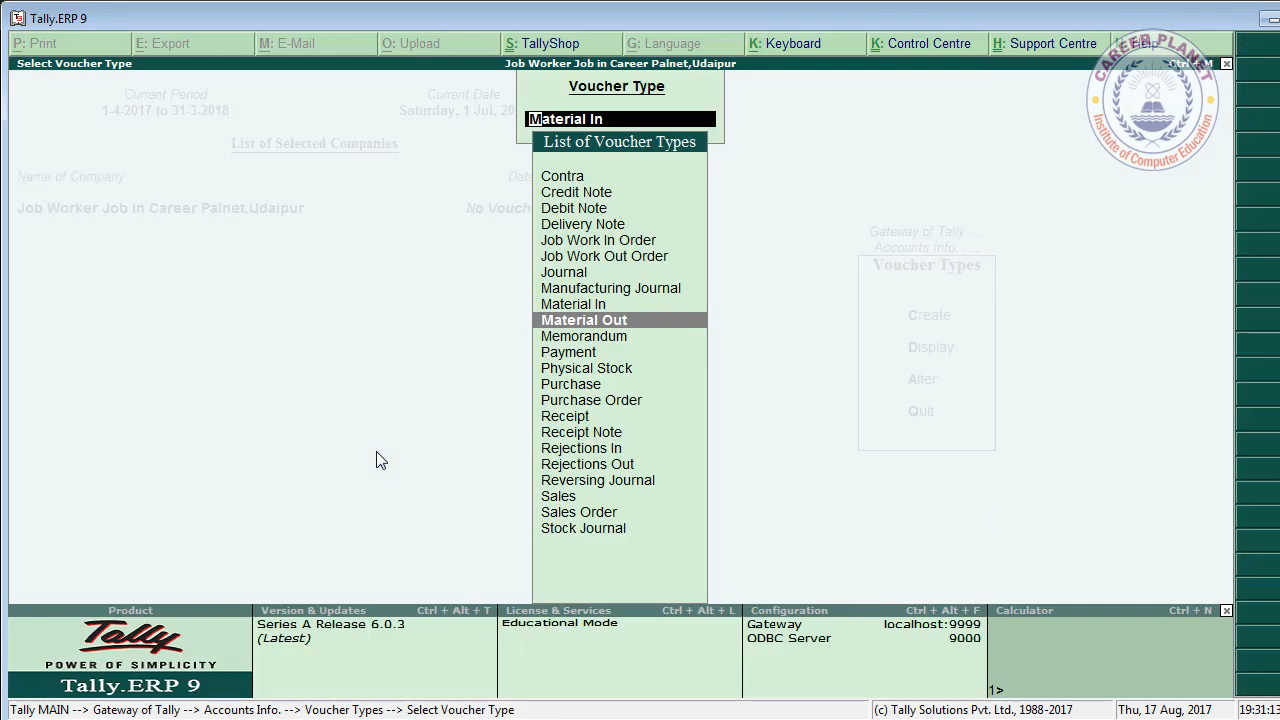 Tally.ERP 9
P: Print E: Export M: E-Mail O: Upload S: TallyShop G: Language K: Keyboard K: Control Centre H: Support Centre H: Help
Select Voucher Type Job Worker Job in Career Palnet,Udaipur Ctrl + M
CAREER PLANET
Institute of Computer Education
Voucher Type
Material In
List of Voucher Types
Contra
Credit Note
Debit Note
Delivery Note
Job Work In Order
Job Work Out Order
Journal
Manufacturing Journal
Material In
Material Out
Memorandum
Payment
Physical Stock
Purchase
Purchase Order
Receipt
Receipt Note
Rejections In
Rejections Out
Reversing Journal
Sales
Sales Order
Stock Journal
Current Period Current Date
1-4-2017 to 31-3-2018 Saturday, 1 Jul, 20
List of Selected Companies
Name of Company Date
Job Worker Job in Career Palnet,Udaipur No Vouch
Gateway of Tally ....
Accounts Info. ....
Voucher Types
Create
Display
Alter
Quit
Product
Tally
POWER OF SIMPLICITY
Tally.ERP 9
Version & Updates Ctrl + Alt + T
Series A Release 6.0.3
(Latest)
License & Services Ctrl + Alt + L
Educational Mode
Configuration Ctrl + Alt + F
Gateway localhost:9999
ODBC Server 9000
Calculator Ctrl + N
1>
Tally MAIN --> Gateway of Tally --> Accounts Info. --> Voucher Types --> Select Voucher Type (c) Tally Solutions Pvt. Ltd., 1988-2017 Thu, 17 Aug, 2017 19:31:13